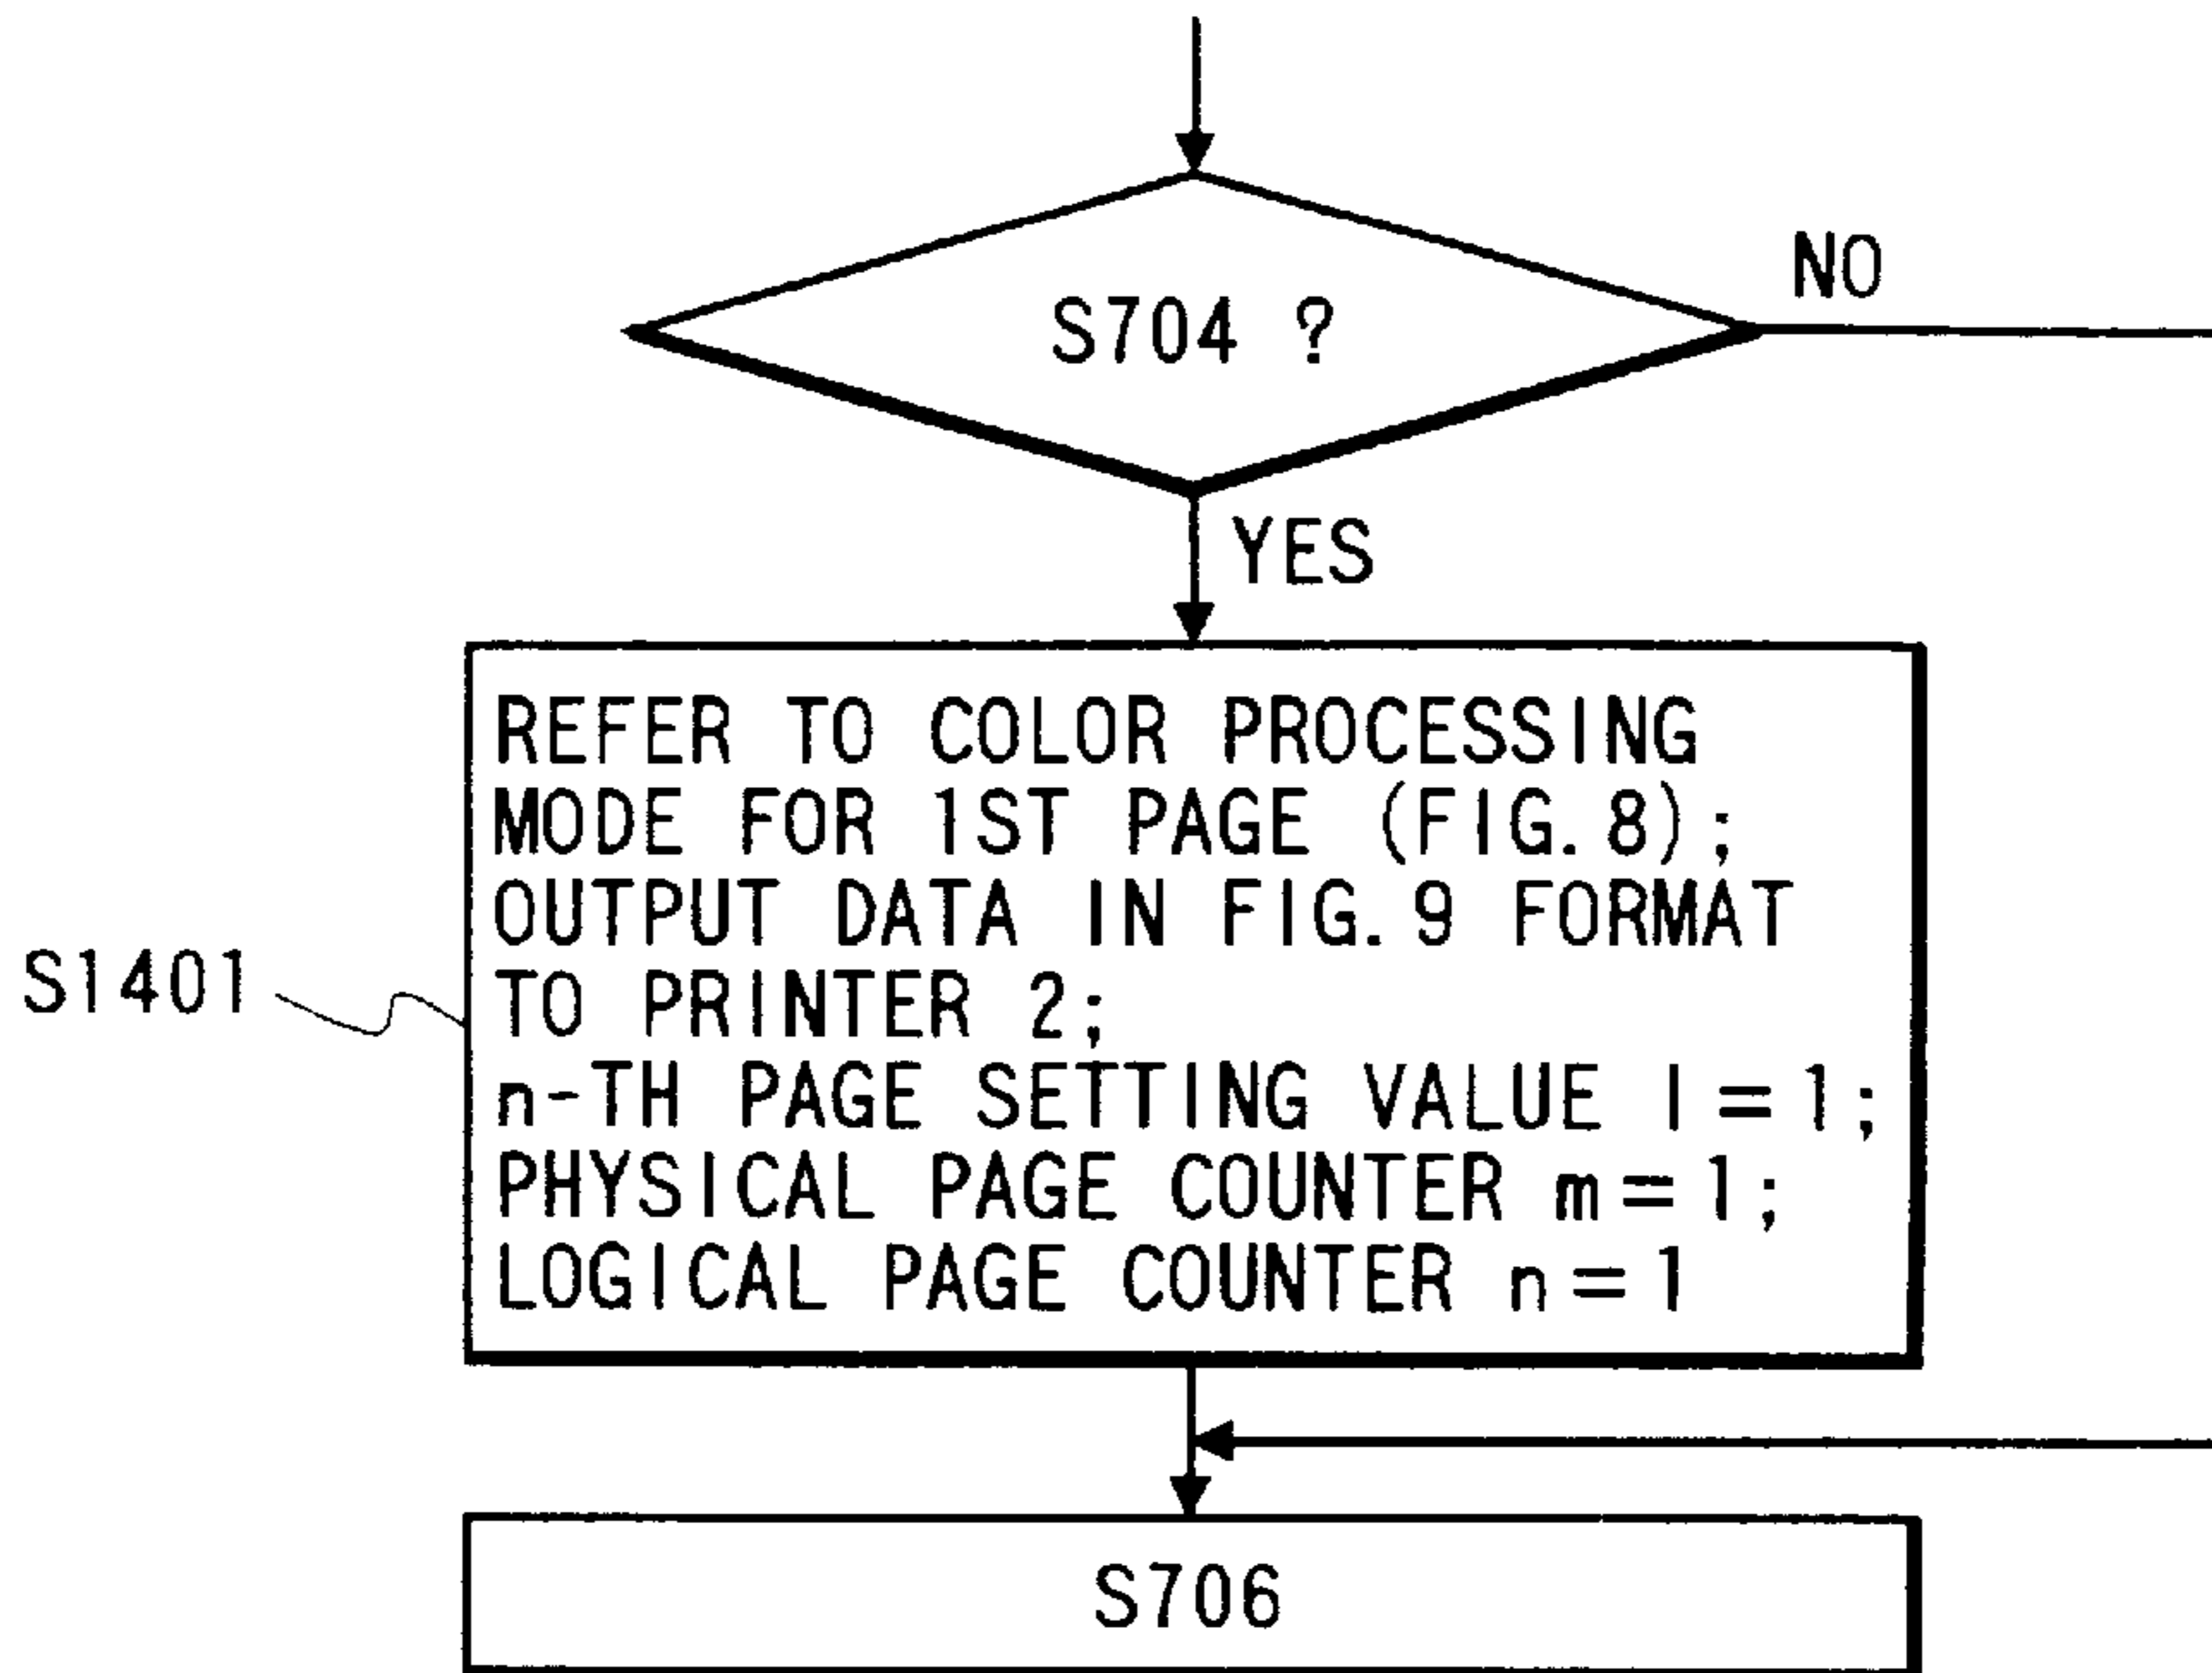 S704 ?
NO
YES
REFER TO COLOR PROCESSING
MODE FOR 1ST PAGE (FIG. 8);
OUTPUT DATA IN FIG. 9 FORMAT
TO PRINTER 2;
n-TH PAGE SETTING VALUE I = 1;
PHYSICAL PAGE COUNTER m = 1;
LOGICAL PAGE COUNTER n = 1
S1401
S706